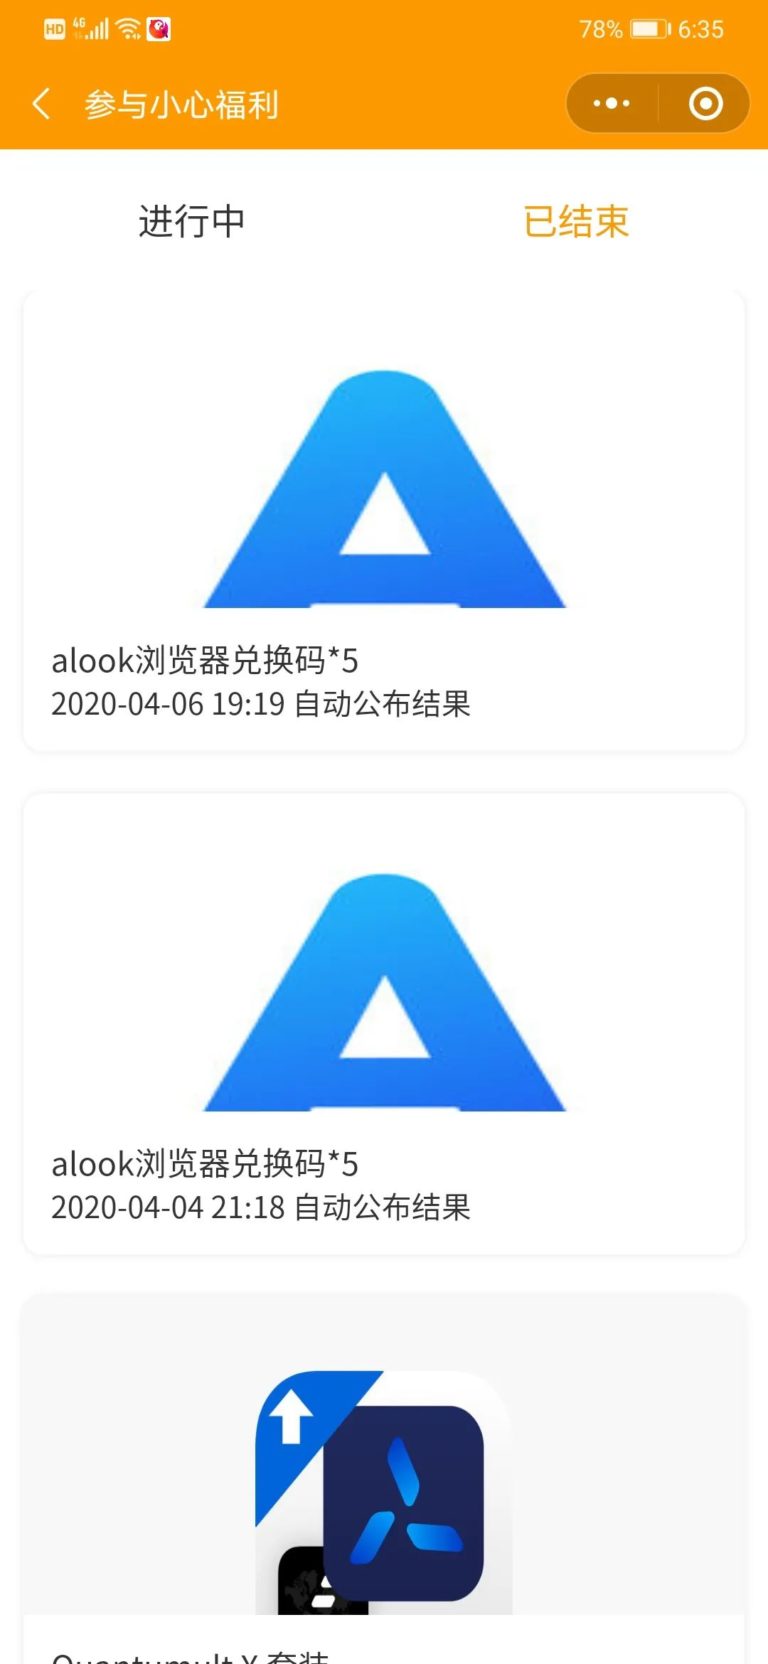 HD 4G 78% 6:35
参与小心福利
进行中 已结束
alook浏览器兑换码*5
2020-04-06 19:19 自动公布结果
alook浏览器兑换码*5
2020-04-04 21:18 自动公布结果
Quantumult X 套装